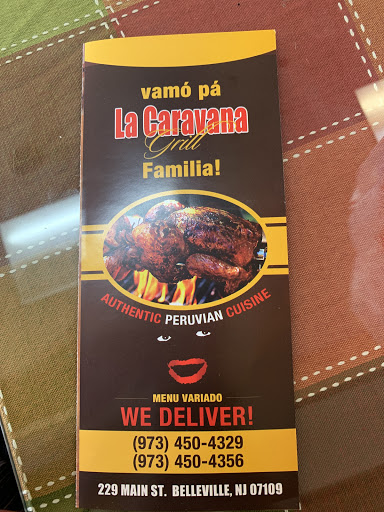 vamó pá
La Caravana
Grill
Familia!
AUTHENTIC PERUVIAN CUISINE
MENU VARIADO
WE DELIVER!
(973) 450-4329
(973) 450-4356
229 MAIN ST. BELLEVILLE, NJ 07109